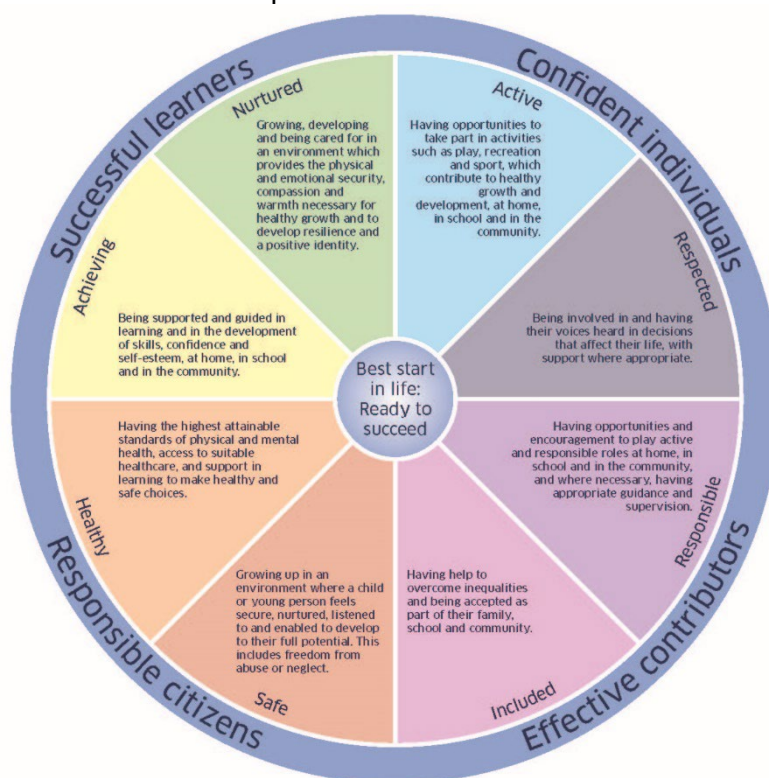 Successful learners
Confident individuals
Nurtured
Growing, developing
and being cared for in
an environment which
provides the physical
and emotional security,
compassion and
warmth necessary for
healthy growth and to
develop resilience and
a positive identity.
Active
Having opportunities to
take part in activities
such as play, recreation
and sport, which
contribute to healthy
growth and
development, at home,
in school and in the
community.
Achieving
Being supported and guided in
learning and in the development
of skills, confidence and
self-esteem, at home, in school
and in the community.
Respected
Being involved in and having
their voices heard in decisions
that affect their life, with
support where appropriate.
Best start
in life:
Ready to
succeed
Healthy
Having the highest attainable
standards of physical and mental
health, access to suitable
healthcare, and support in
learning to make healthy and
safe choices.
Responsible
Having opportunities and
encouragement to play active
and responsible roles at home, in
school and in the community,
and where necessary, having
appropriate guidance and
supervision.
Growing up in an
environment where a child
or young person feels
secure, nurtured, listened
to and enabled to develop
to their full potential. This
includes freedom from
abuse or neglect.
Safe
Having help to
overcome inequalities
and being accepted as
part of their family,
school and community.
Included
Responsible citizens
Effective contributors